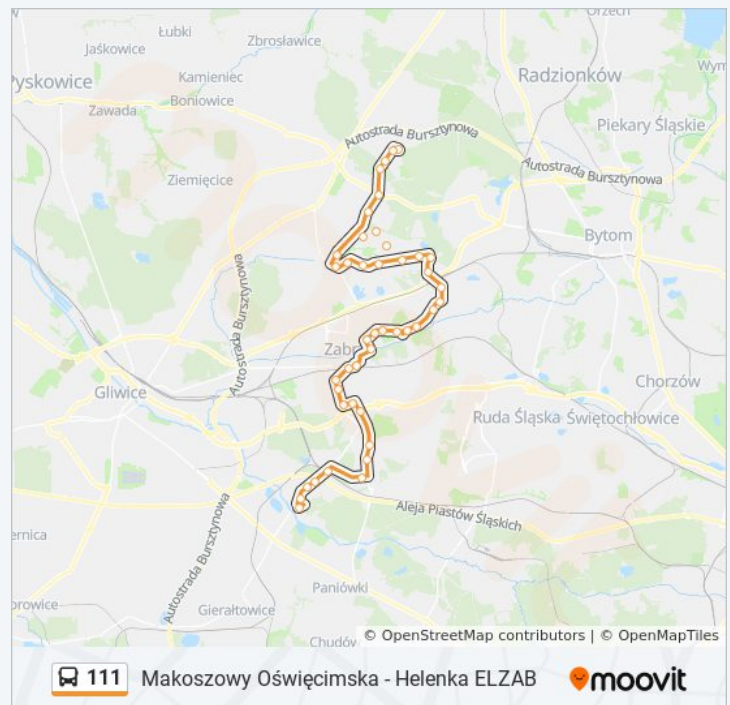 Łubki
Orzech
Jaśkowice
Zbrosławice
Pyskowice
Kamieniec
Radzionków
Wym
Boniowice
Zawada
Autostrada Bursztynowa
Piekary Śląskie
Autostrada Bursztynowa
Ziemięcice
Bytom
Autostrada Bursztynowa
Zabr
Gliwice
Chorzów
Ruda Śląska Świętochłowice
Aleja Piastów Śląskich
ernica
Autostrada Bursztynowa
Paniówki
orowice
Gierałtowice
Chudów
© OpenStreetMap contributors | © OpenMapTiles
111 Makoszowy Oświęcimska - Helenka ELZAB moovit